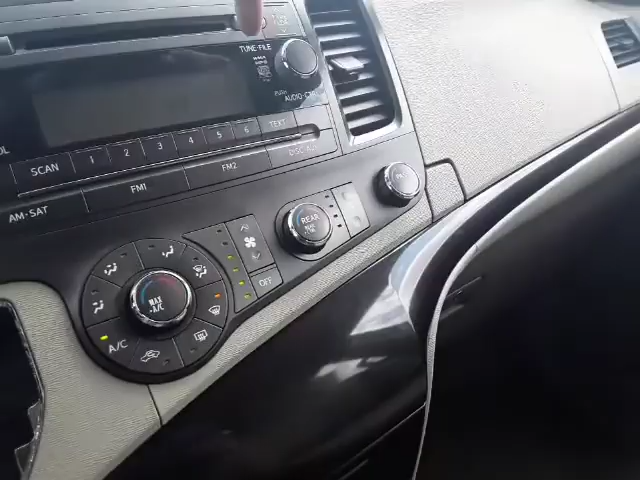 TUNE·FILE
PUSH
AUDIO·CTRL
SCAN 1 2 3 4 5 6 TEXT
AM·SAT FM1 FM2 DISC·AUX
REAR
OFF
MAX
A/C
A/C